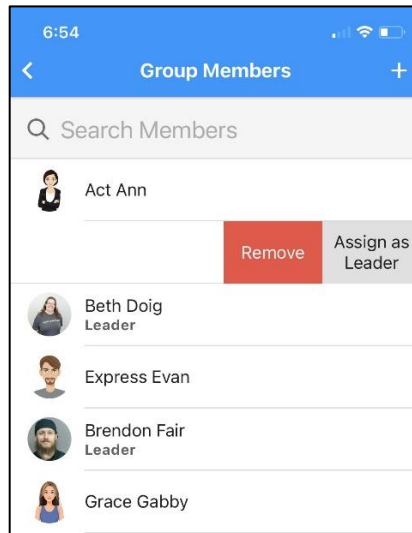 6:54
Group Members
Search Members
Act Ann
Remove
Assign as
Leader
Beth Doig
Leader
Express Evan
Brendon Fair
Leader
Grace Gabby